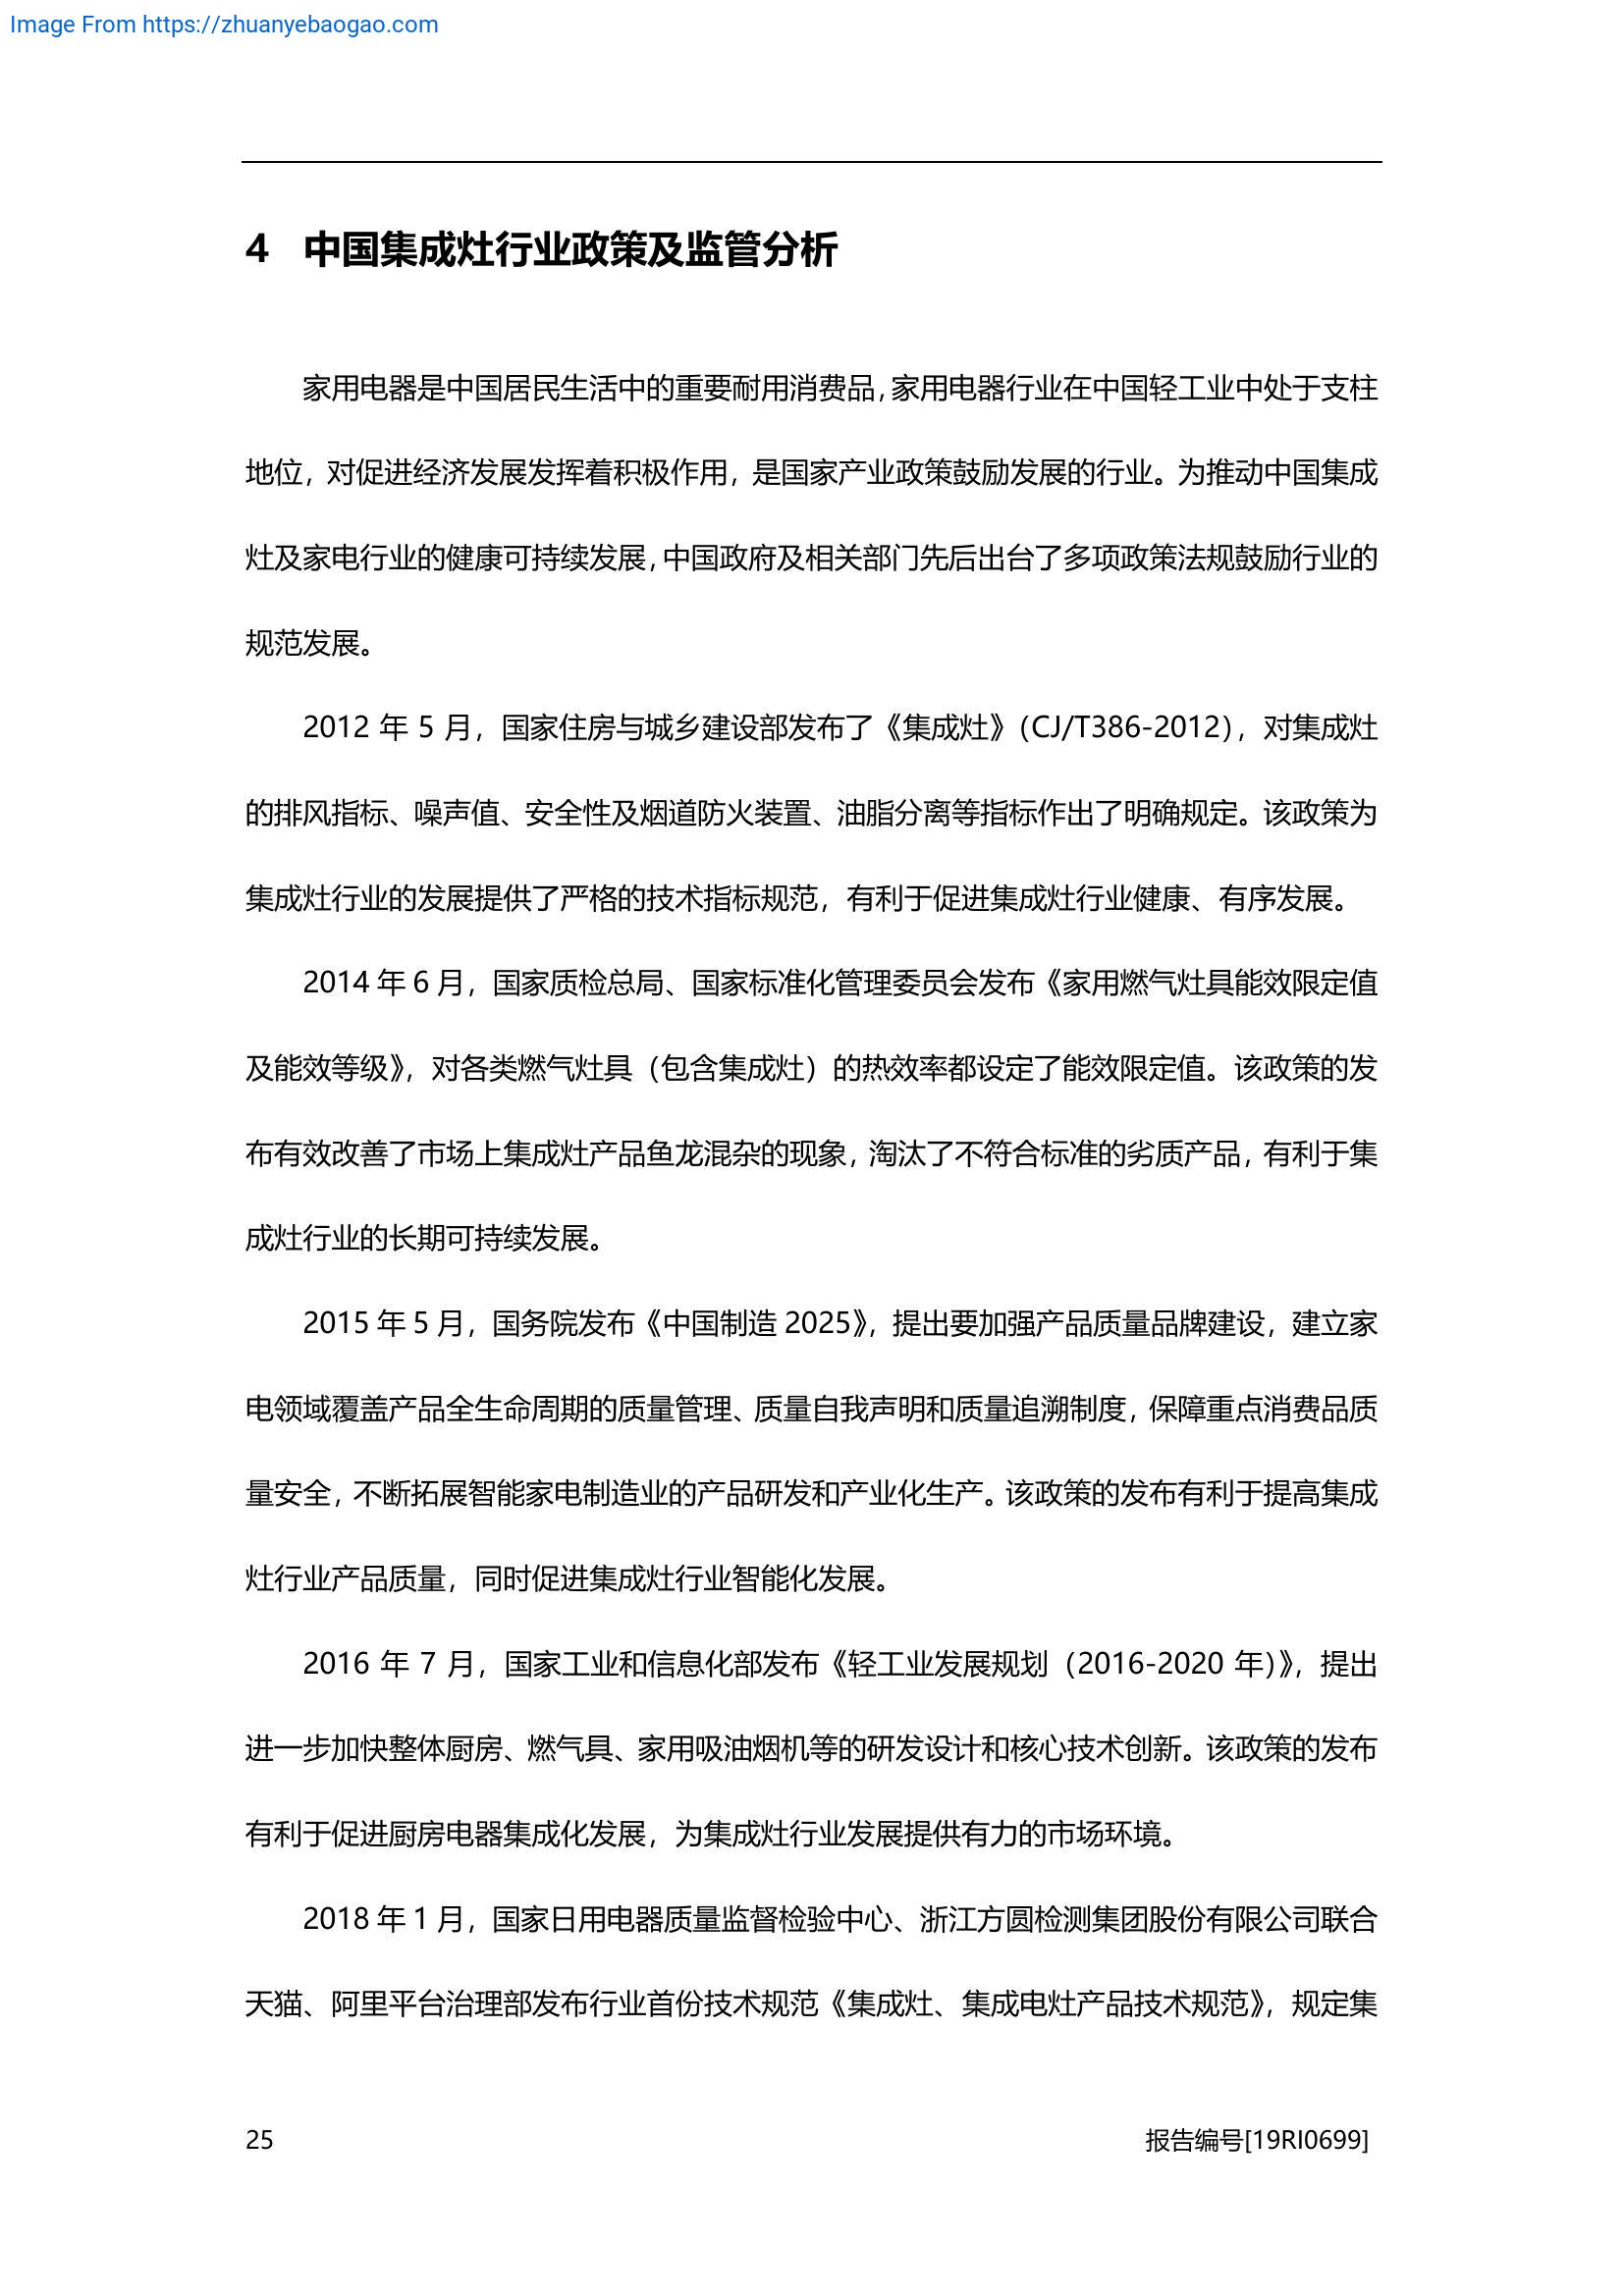 Image From https://zhuanyebaogao.com
4 中国集成灶行业政策及监管分析
家用电器是中国居民生活中的重要耐用消费品，家用电器行业在中国轻工业中处于支柱
地位，对促进经济发展发挥着积极作用，是国家产业政策鼓励发展的行业。为推动中国集成
灶及家电行业的健康可持续发展，中国政府及相关部门先后出台了多项政策法规鼓励行业的
规范发展。
2012 年 5 月，国家住房与城乡建设部发布了《集成灶》（CJ/T386-2012），对集成灶
的排风指标、噪声值、安全性及烟道防火装置、油脂分离等指标作出了明确规定。该政策为
集成灶行业的发展提供了严格的技术指标规范，有利于促进集成灶行业健康、有序发展。
2014 年 6 月，国家质检总局、国家标准化管理委员会发布《家用燃气灶具能效限定值
及能效等级》，对各类燃气灶具（包含集成灶）的热效率都设定了能效限定值。该政策的发
布有效改善了市场上集成灶产品鱼龙混杂的现象，淘汰了不符合标准的劣质产品，有利于集
成灶行业的长期可持续发展。
2015 年 5 月，国务院发布《中国制造 2025》，提出要加强产品质量品牌建设，建立家
电领域覆盖产品全生命周期的质量管理、质量自我声明和质量追溯制度，保障重点消费品质
量安全，不断拓展智能家电制造业的产品研发和产业化生产。该政策的发布有利于提高集成
灶行业产品质量，同时促进集成灶行业智能化发展。
2016 年 7 月，国家工业和信息化部发布《轻工业发展规划（2016-2020 年）》，提出
进一步加快整体厨房、燃气具、家用吸油烟机等的研发设计和核心技术创新。该政策的发布
有利于促进厨房电器集成化发展，为集成灶行业发展提供有力的市场环境。
2018 年 1 月，国家日用电器质量监督检验中心、浙江方圆检测集团股份有限公司联合
天猫、阿里平台治理部发布行业首份技术规范《集成灶、集成电灶产品技术规范》，规定集
25 报告编号[19RI0699]